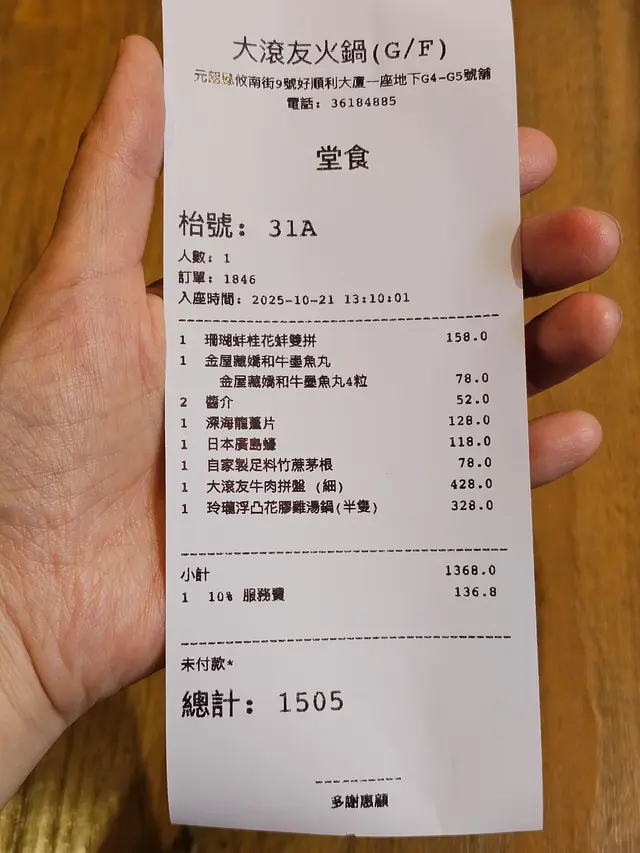 大滾友火鍋(G/F)
元朗攸南街9號好順利大廈一座地下G4-G5號舖
電話: 36184885
堂食
枱號: 31A
人數: 1
訂單: 1846
入座時間: 2025-10-21 13:10:01
1 珊瑚蚌桂花蚌雙拼 158.0
1 金屋藏嬌和牛墨魚丸
金屋藏嬌和牛墨魚丸4粒 78.0
2 醬介 52.0
1 深海龍躉片 128.0
1 日本廣島蠔 118.0
1 自家製足料竹蔗茅根 78.0
1 大滾友牛肉拼盤 (細) 428.0
1 玲瓏浮凸花膠雞湯鍋(半隻) 328.0
小計 1368.0
1 10% 服務費 136.8
未付款*
總計: 1505
多謝惠顧